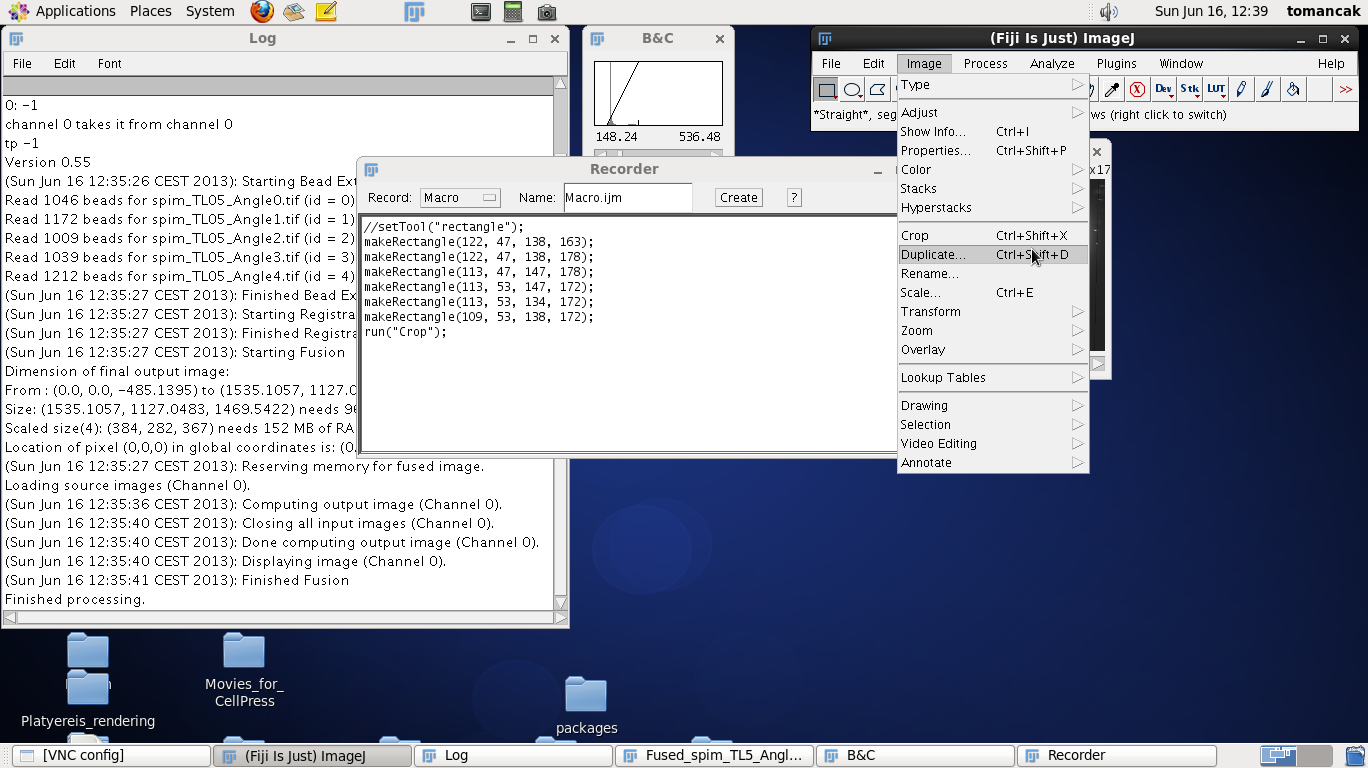 Applications Places System
Sun Jun 16, 12:39 tomancak
Log
File Edit Font
0: -1
channel 0 takes it from channel 0
tp -1
Version 0.55
(Sun Jun 16 12:35:26 CEST 2013): Starting Bead Ext
Read 1046 beads for spim_TL05_Angle0.tif (id = 0)
Read 1172 beads for spim_TL05_Angle1.tif (id = 1)
Read 1009 beads for spim_TL05_Angle2.tif (id = 2)
Read 1039 beads for spim_TL05_Angle3.tif (id = 3)
Read 1212 beads for spim_TL05_Angle4.tif (id = 4)
(Sun Jun 16 12:35:27 CEST 2013): Finished Bead Ex
(Sun Jun 16 12:35:27 CEST 2013): Starting Registra
(Sun Jun 16 12:35:27 CEST 2013): Finished Registra
(Sun Jun 16 12:35:27 CEST 2013): Starting Fusion
Dimension of final output image:
From : (0.0, 0.0, -485.1395) to (1535.1057, 1127.0
Size: (1535.1057, 1127.0483, 1469.5422) needs 96
Scaled size(4): (384, 282, 367) needs 152 MB of RA
Location of pixel (0,0,0) in global coordinates is: (0.
(Sun Jun 16 12:35:27 CEST 2013): Reserving memory for fused image.
Loading source images (Channel 0).
(Sun Jun 16 12:35:36 CEST 2013): Computing output image (Channel 0).
(Sun Jun 16 12:35:40 CEST 2013): Closing all input images (Channel 0).
(Sun Jun 16 12:35:40 CEST 2013): Done computing output image (Channel 0).
(Sun Jun 16 12:35:40 CEST 2013): Displaying image (Channel 0).
(Sun Jun 16 12:35:41 CEST 2013): Finished Fusion
Finished processing.
B&C
148.24 536.48
Recorder
Record: Macro Name: Macro.ijm Create ?
//setTool("rectangle");
makeRectangle(122, 47, 138, 163);
makeRectangle(122, 47, 138, 178);
makeRectangle(113, 47, 147, 178);
makeRectangle(113, 53, 147, 172);
makeRectangle(113, 53, 134, 172);
makeRectangle(109, 53, 138, 172);
run("Crop");
(Fiji Is Just) ImageJ
File Edit Image Process Analyze Plugins Window Help
Dev Stk LUT >>
*Straight*, seg
ws (right click to switch)
x17
Type
Adjust
Show Info... Ctrl+I
Properties... Ctrl+Shift+P
Color
Stacks
Hyperstacks
Crop Ctrl+Shift+X
Duplicate... Ctrl+Shift+D
Rename...
Scale... Ctrl+E
Transform
Zoom
Overlay
Lookup Tables
Drawing
Selection
Video Editing
Annotate
Platyereis_rendering
Movies_for_
CellPress
packages
[VNC config] (Fiji Is Just) ImageJ Log Fused_spim_TL5_Angl... B&C Recorder